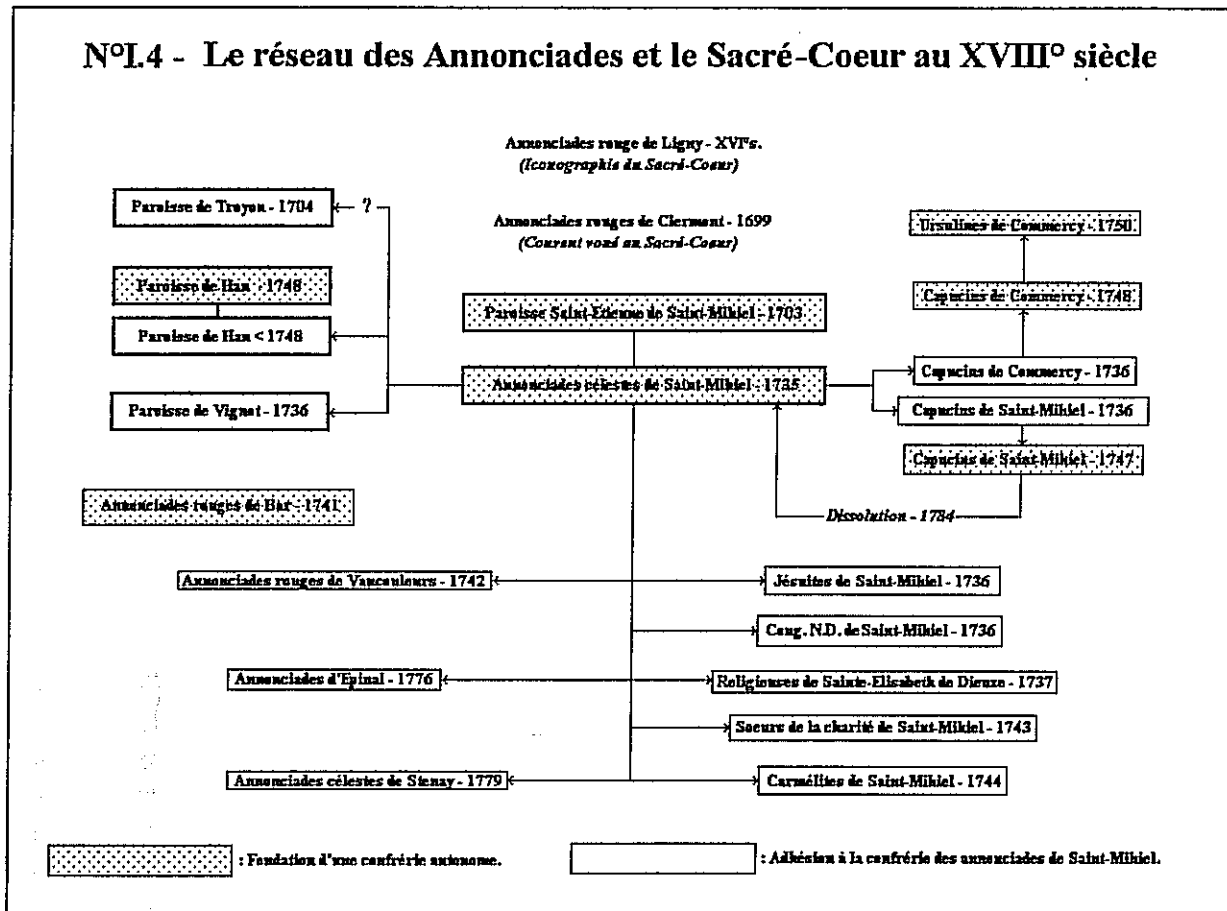 N°I.4 - Le réseau des Annonciades et le Sacré-Coeur au XVIII° siècle
Annonciades rouge de Ligny - XVI°s.
(Iconographie du Sacré-Coeur)
Paroisse de Troyon - 1704
?
Annonciades rouges de Clermont - 1699
(Couvent voué au Sacré-Coeur)
Ursulines de Commercy - 1750
Paroisse de Han - 1748
Capucins de Commercy - 1748
Paroisse Saint-Etienne de Saint-Mihiel - 1703
Paroisse de Han < 1748
Capucins de Commercy - 1736
Annonciades célestes de Saint-Mihiel - 1735
Paroisse de Vignot - 1736
Capucins de Saint-Mihiel - 1736
Capucins de Saint-Mihiel - 1747
Annonciades rouges de Bar - 1741
Dissolution - 1784
Annonciades rouges de Vaucouleurs - 1742
Jésuites de Saint-Mihiel - 1736
Cong. N.D. de Saint-Mihiel - 1736
Annonciades d'Epinal - 1776
Religieuses de Sainte-Elisabeth de Dieuze - 1737
Soeurs de la charité de Saint-Mihiel - 1743
Annonciades célestes de Stenay - 1779
Carmélites de Saint-Mihiel - 1744
: Fondation d'une confrérie autonome.
: Adhésion à la confrérie des annonciades de Saint-Mihiel.